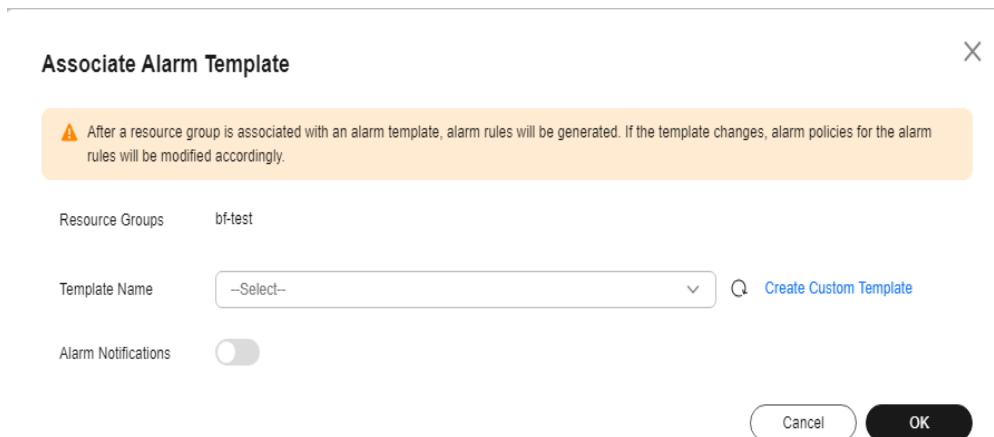 Associate Alarm Template
After a resource group is associated with an alarm template, alarm rules will be generated. If the template changes, alarm policies for the alarm
rules will be modified accordingly.
Resource Groups bf-test
Template Name --Select-- Create Custom Template
Alarm Notifications
Cancel OK